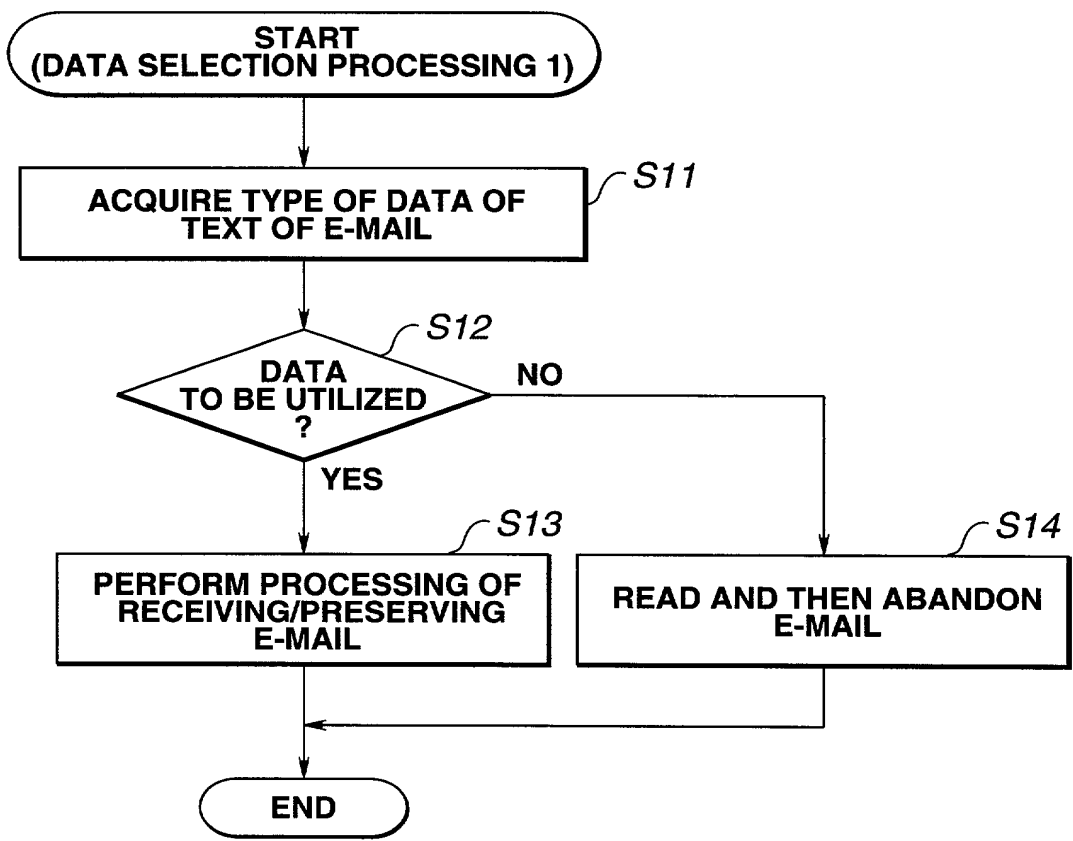 START
(DATA SELECTION PROCESSING 1)
S11
ACQUIRE TYPE OF DATA OF
TEXT OF E-MAIL
S12
DATA
TO BE UTILIZED
?
NO
YES
S13
PERFORM PROCESSING OF
RECEIVING/PRESERVING
E-MAIL
S14
READ AND THEN ABANDON
E-MAIL
END